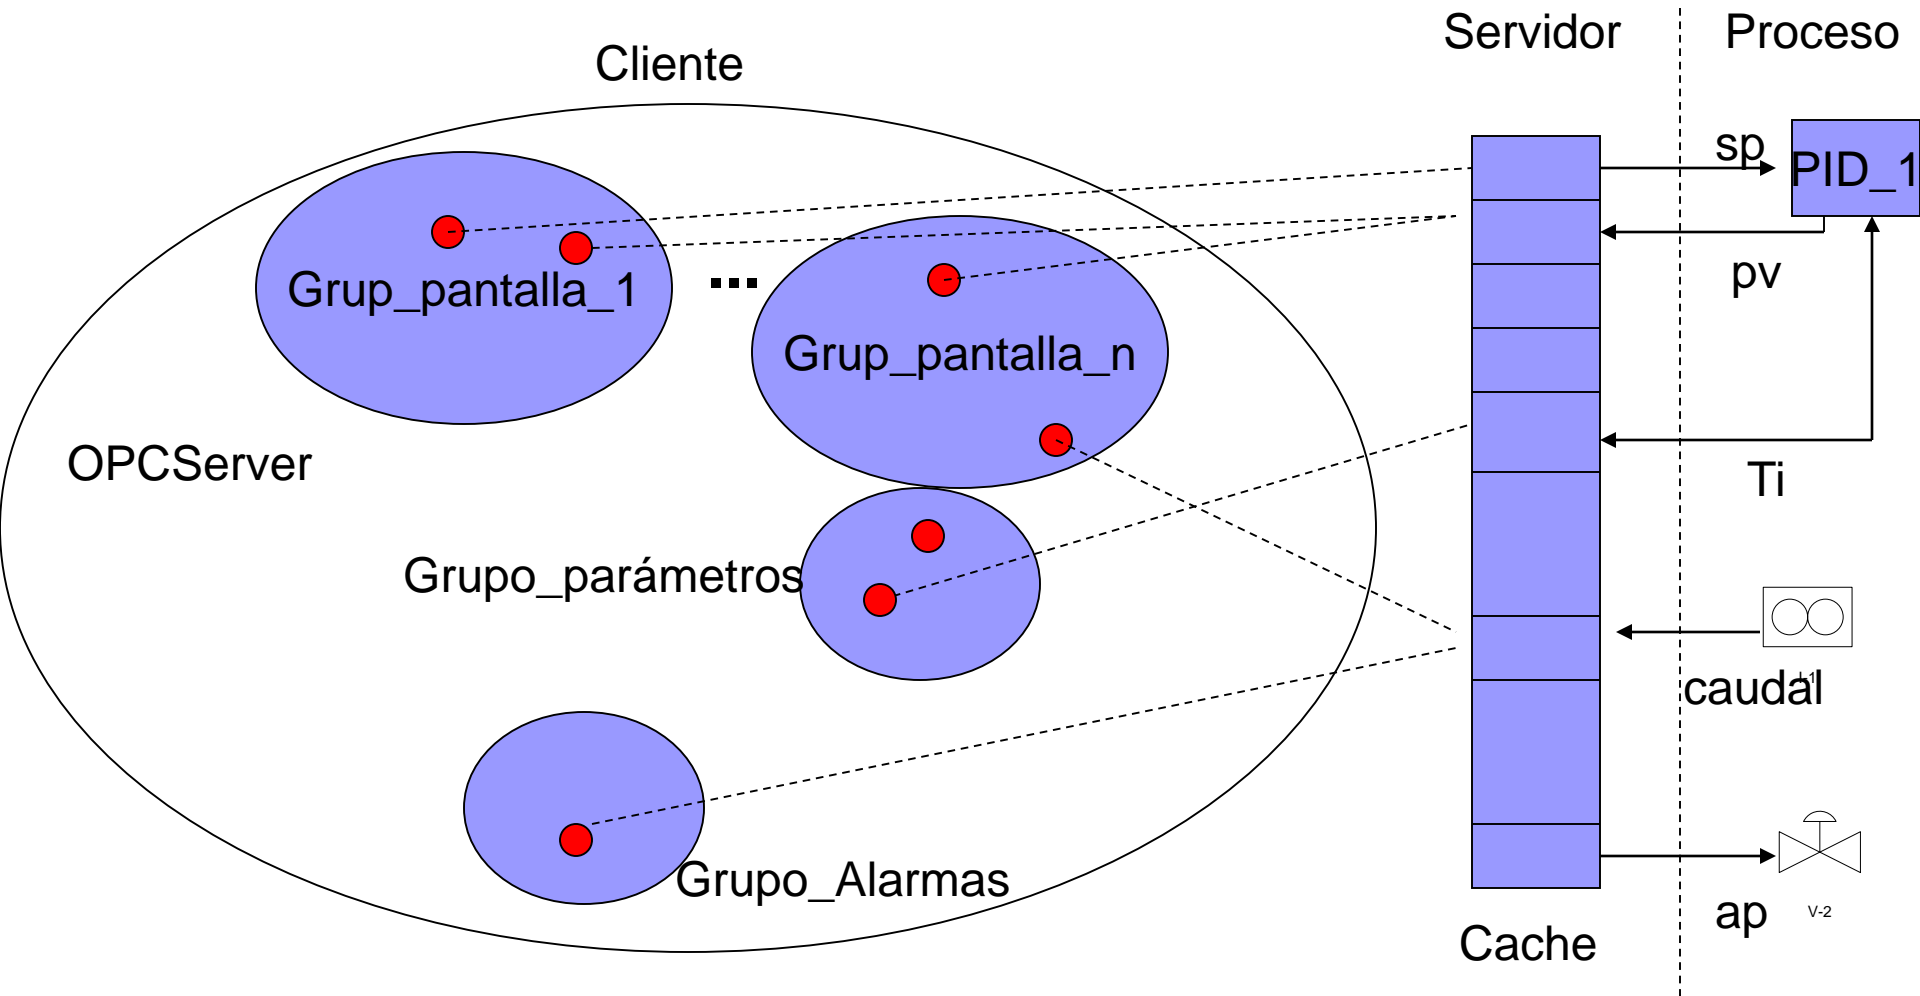 Servidor
Proceso
Cliente
sp
PID_1
Grup_pantalla_1
...
pv
Grup_pantalla_n
OPCServer
Ti
Grupo_parámetros
caudal
Grupo_Alarmas
ap
V-2
Cache